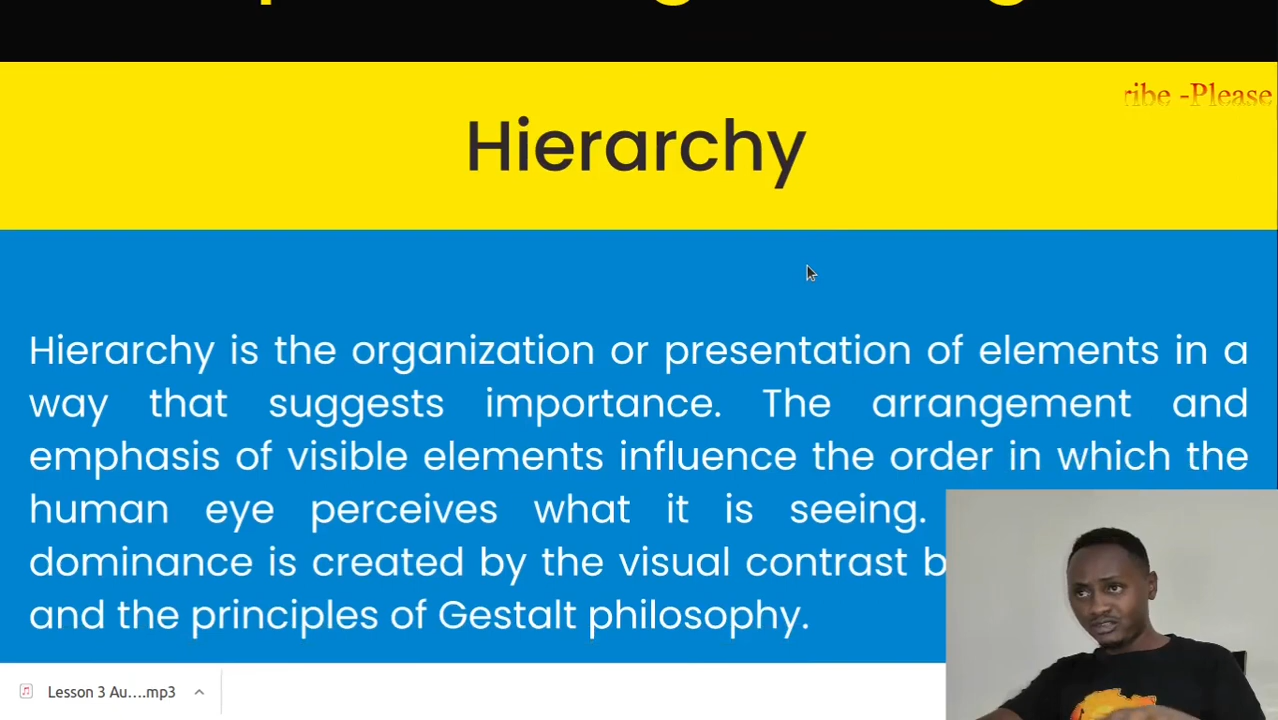 ribe -Please
Hierarchy
Hierarchy is the organization or presentation of elements in a
way that suggests importance. The arrangement and
emphasis of visible elements influence the order in which the
human eye perceives what it is seeing.
dominance is created by the visual contrast b
and the principles of Gestalt philosophy.
Lesson 3 Au....mp3